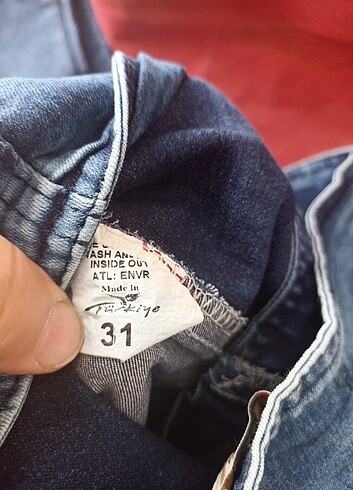 WASH AND
INSIDE OUT
ATL: ENVR
Made in
Türkiye
31